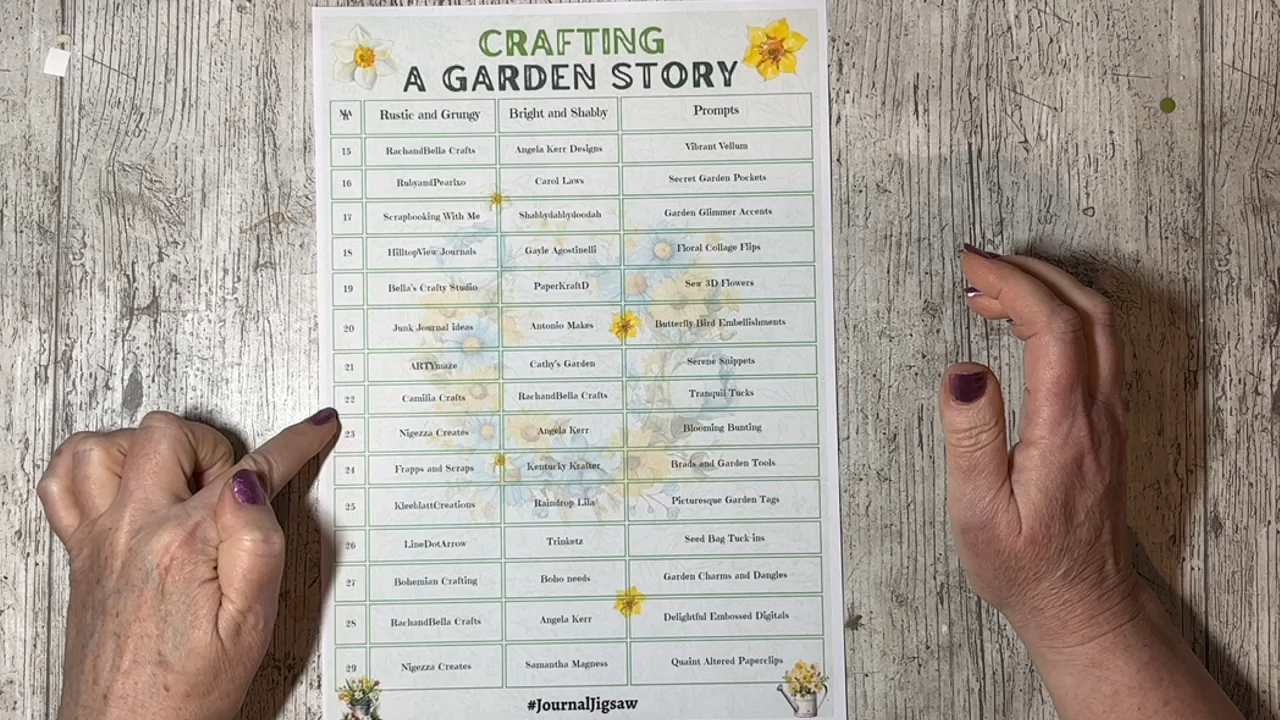 CRAFTING
A GARDEN STORY
Rustic and Grungy Bright and Shabby Prompts
15 RachandBella Crafts Angela Kerr Designs Vibrant Vellum
16 RubyandPearlxo Carol Laws Secret Garden Pockets
17 Scrapbooking With Me Shabbydabbydoodah Garden Glimmer Accents
18 HilltopView Journals Gayle Agostinelli Floral Collage Flips
19 Bella's Crafty Studio PaperKraftD Sew 3D Flowers
20 Junk Journal ideas Antonio Makes Butterfly Bird Embellishments
21 ARTYmaze Cathy's Garden Serene Snippets
22 Camilia Crafts RachandBella Crafts Tranquil Tucks
23 Nigezza Creates Angela Kerr Blooming Bunting
24 Frapps and Scraps Kentucky Krafter Brads and Garden Tools
25 KleeblattCreations Raindrop Lila Picturesque Garden Tags
26 LineDotArrow Trinketz Seed Bag Tuck-ins
27 Bohemian Crafting Boho needs Garden Charms and Dangles
28 RachandBella Crafts Angela Kerr Delightful Embossed Digitals
29 Nigezza Creates Samantha Magness Quaint Altered Paperclips
#JournalJigsaw